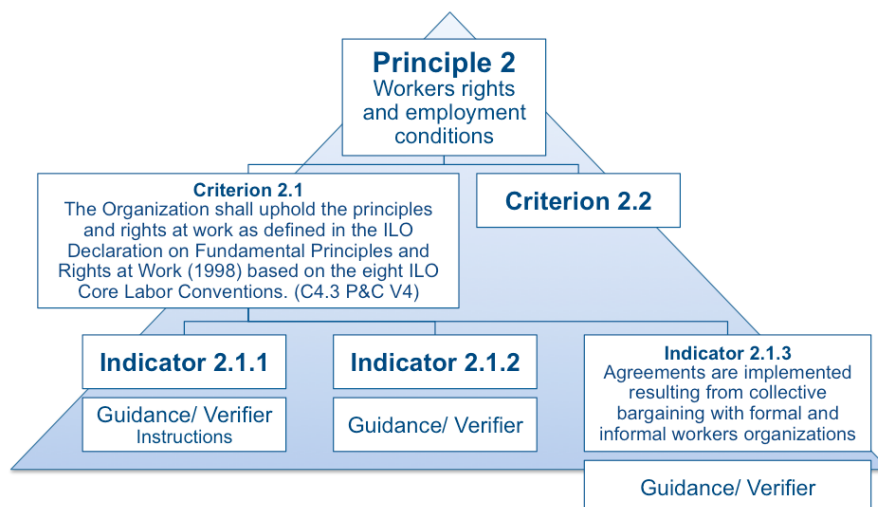 Principle 2
Workers rights
and employment
conditions
Criterion 2.1
The Organization shall uphold the principles
and rights at work as defined in the ILO
Declaration on Fundamental Principles and
Rights at Work (1998) based on the eight ILO
Core Labor Conventions. (C4.3 P&C V4)
Criterion 2.2
Indicator 2.1.1
Guidance/ Verifier
Instructions
Indicator 2.1.2
Guidance/ Verifier
Indicator 2.1.3
Agreements are implemented
resulting from collective
bargaining with formal and
informal workers organizations
Guidance/ Verifier